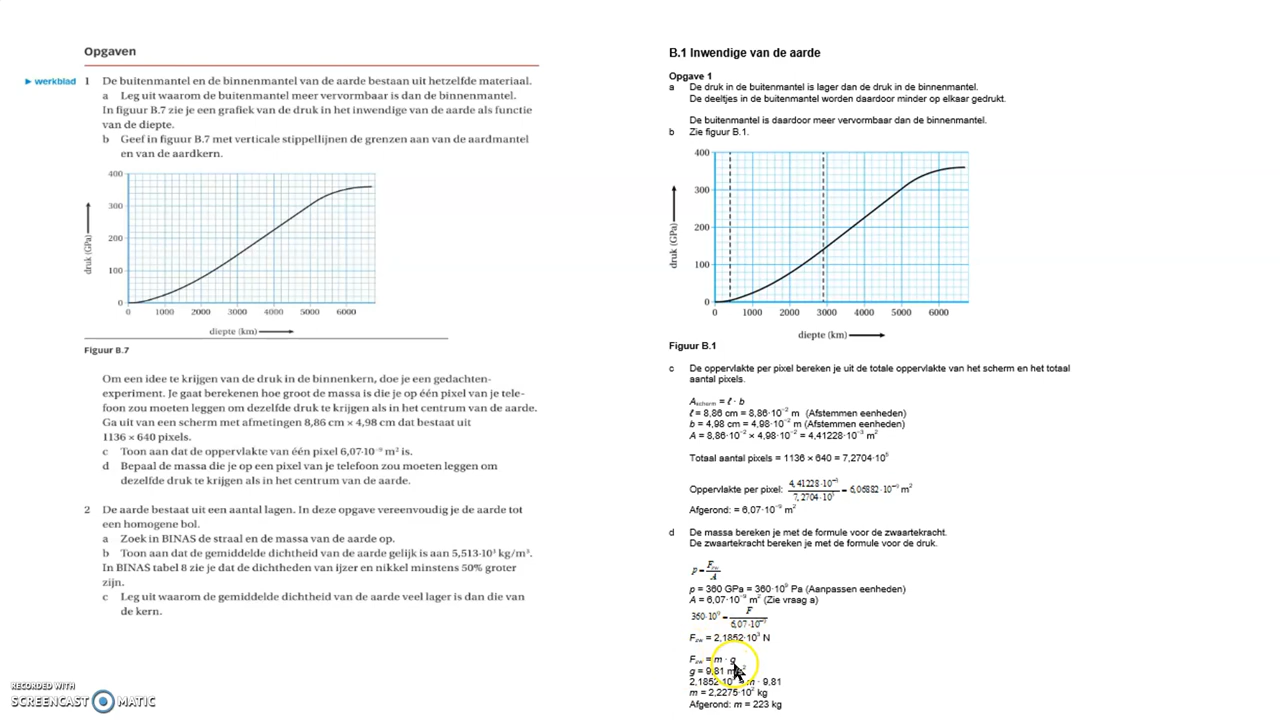 Opgaven
▶ werkblad 1 De buitenmantel en de binnenmantel van de aarde bestaan uit hetzelfde materiaal.
a Leg uit waarom de buitenmantel meer vervormbaar is dan de binnenmantel.
In figuur B.7 zie je een grafiek van de druk in het inwendige van de aarde als functie
van de diepte.
b Geef in figuur B.7 met verticale stippellijnen de grenzen aan van de aardmantel
en van de aardkern.
400
300
200
100
0
druk (GPa)
0 1000 2000 3000 4000 5000 6000
diepte (km)
Figuur B.7
Om een idee te krijgen van de druk in de binnenkern, doe je een gedachten-
experiment. Je gaat berekenen hoe groot de massa is die je op één pixel van je tele-
foon zou moeten leggen om dezelfde druk te krijgen als in het centrum van de aarde.
Ga uit van een scherm met afmetingen 8,86 cm × 4,98 cm dat bestaat uit
1136 × 640 pixels.
c Toon aan dat de oppervlakte van één pixel 6,07·10⁻⁹ m² is.
d Bepaal de massa die je op een pixel van je telefoon zou moeten leggen om
dezelfde druk te krijgen als in het centrum van de aarde.
2 De aarde bestaat uit een aantal lagen. In deze opgave vereenvoudig je de aarde tot
een homogene bol.
a Zoek in BINAS de straal en de massa van de aarde op.
b Toon aan dat de gemiddelde dichtheid van de aarde gelijk is aan 5,513·10³ kg/m³.
In BINAS tabel 8 zie je dat de dichtheden van ijzer en nikkel minstens 50% groter
zijn.
c Leg uit waarom de gemiddelde dichtheid van de aarde veel lager is dan die van
de kern.
RECORDED WITH
SCREENCAST MATIC
B.1 Inwendige van de aarde
Opgave 1
a De druk in de buitenmantel is lager dan de druk in de binnenmantel.
De deeltjes in de buitenmantel worden daardoor minder op elkaar gedrukt.
De buitenmantel is daardoor meer vervormbaar dan de binnenmantel.
b Zie figuur B.1.
400
300
200
100
0
druk (GPa)
0 1000 2000 3000 4000 5000 6000
diepte (km)
Figuur B.1
c De oppervlakte per pixel bereken je uit de totale oppervlakte van het scherm en het totaal
aantal pixels.
A_scherm = ℓ · b
ℓ = 8,86 cm = 8,86·10⁻² m (Afstemmen eenheden)
b = 4,98 cm = 4,98·10⁻² m (Afstemmen eenheden)
A = 8,86·10⁻² × 4,98·10⁻² = 4,41228·10⁻³ m²
Totaal aantal pixels = 1136 × 640 = 7,2704·10⁵
Oppervlakte per pixel: 4,41228·10⁻³ / 7,2704·10⁵ = 6,06882·10⁻⁹ m²
Afgerond: = 6,07·10⁻⁹ m²
d De massa bereken je met de formule voor de zwaartekracht.
De zwaartekracht bereken je met de formule voor de druk.
p = F_zw / A
p = 360 GPa = 360·10⁹ Pa (Aanpassen eenheden)
A = 6,07·10⁻⁹ m² (Zie vraag a)
360·10⁹ = F / 6,07·10⁻⁹
F_zw = 2,1852·10³ N
F_zw = m · g
g = 9,81
2,1852·10³ m · 9,81
m = 2,2275·10² kg
Afgerond: m = 223 kg